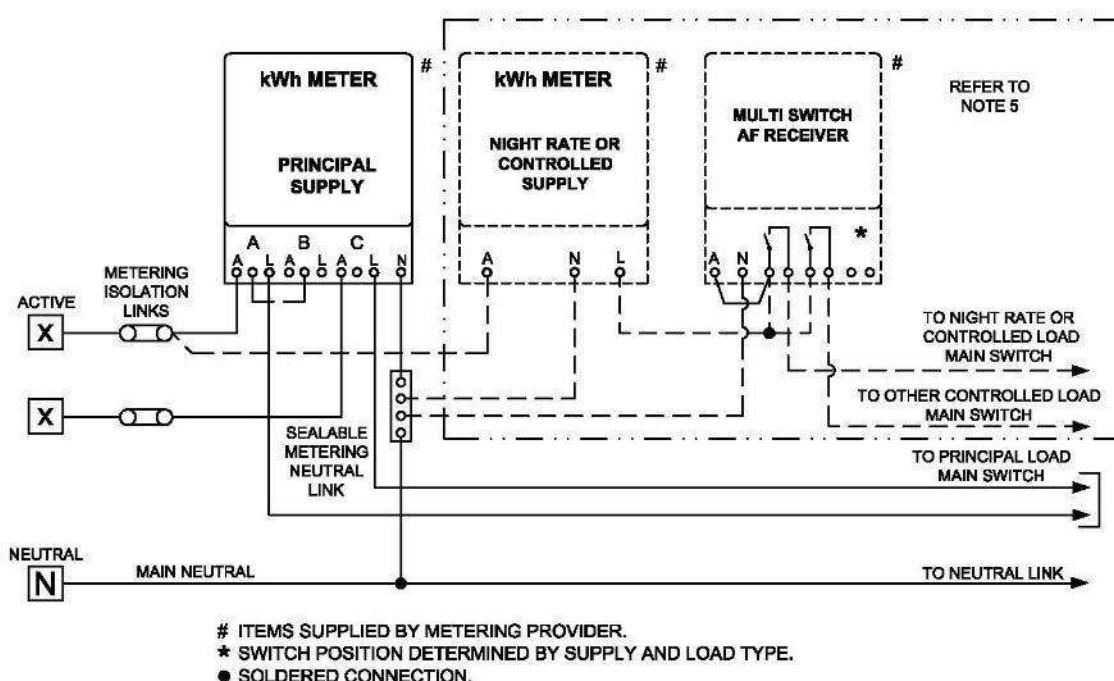 kWh METER
PRINCIPAL
SUPPLY
#
kWh METER
NIGHT RATE OR
CONTROLLED
SUPPLY
#
MULTI SWITCH
AF RECEIVER
#
REFER TO
NOTE 5
A B C
A L A L A L N
A N L
A N
*
METERING
ISOLATION
LINKS
ACTIVE
X
X
SEALABLE
METERING
NEUTRAL
LINK
TO NIGHT RATE OR
CONTROLLED LOAD
MAIN SWITCH
TO OTHER CONTROLLED LOAD
MAIN SWITCH
TO PRINCIPAL LOAD
MAIN SWITCH
NEUTRAL
N
MAIN NEUTRAL
TO NEUTRAL LINK
# ITEMS SUPPLIED BY METERING PROVIDER.
* SWITCH POSITION DETERMINED BY SUPPLY AND LOAD TYPE.
● SOLDERED CONNECTION.